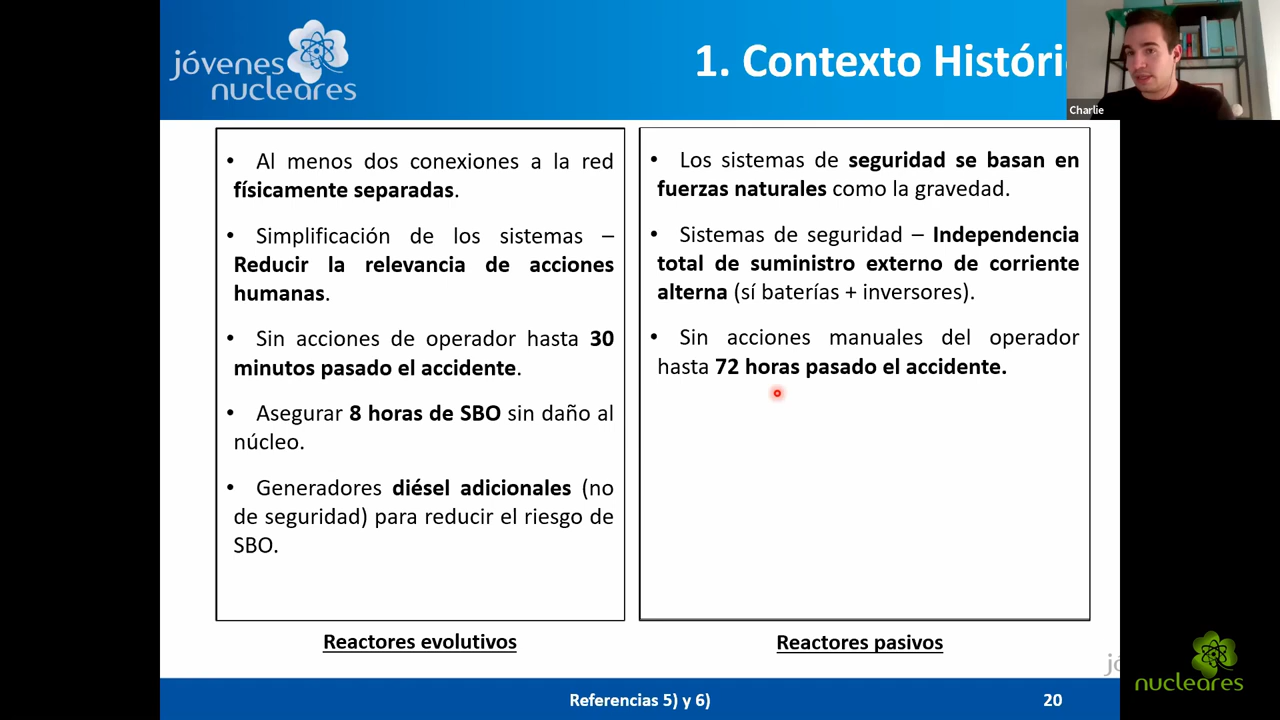 jóvenes
nucleares
1. Contexto Históri
Charlie
• Al menos dos conexiones a la red
físicamente separadas.
• Simplificación de los sistemas –
Reducir la relevancia de acciones
humanas.
• Sin acciones de operador hasta 30
minutos pasado el accidente.
• Asegurar 8 horas de SBO sin daño al
núcleo.
• Generadores diésel adicionales (no
de seguridad) para reducir el riesgo de
SBO.
Reactores evolutivos
• Los sistemas de seguridad se basan en
fuerzas naturales como la gravedad.
• Sistemas de seguridad – Independencia
total de suministro externo de corriente
alterna (sí baterías + inversores).
• Sin acciones manuales del operador
hasta 72 horas pasado el accidente.
Reactores pasivos
jó
nucleares
Referencias 5) y 6)
20